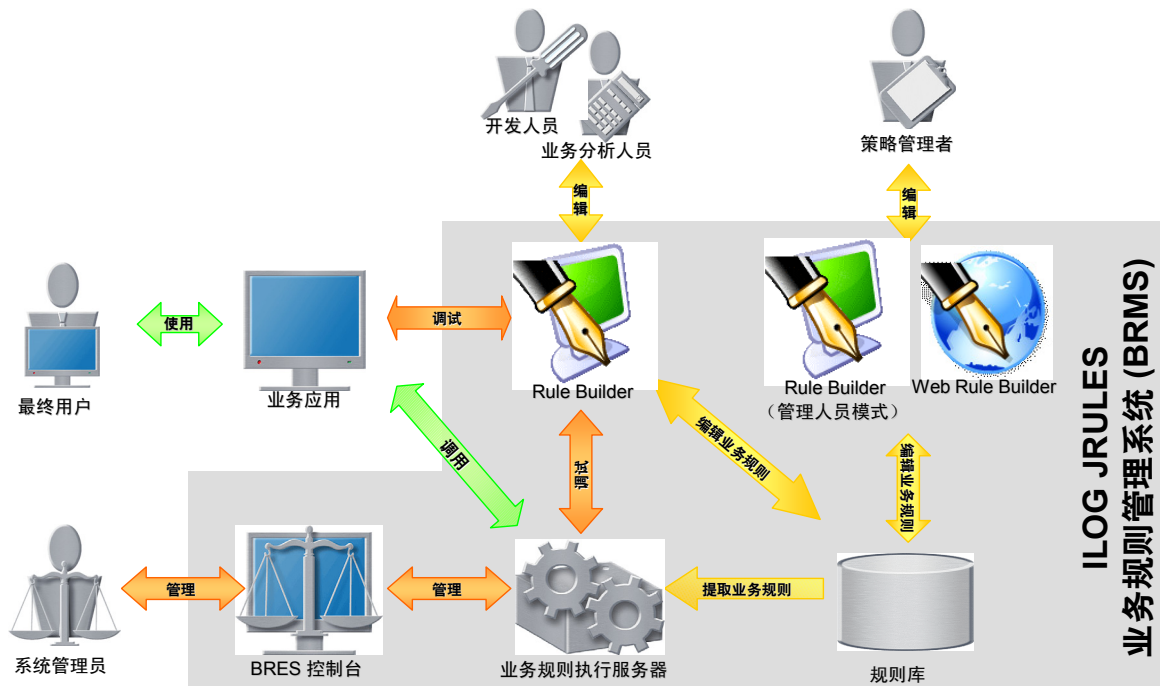 开发人员
业务分析人员
策略管理者
编辑
编辑
使用
调试
最终用户
业务应用
Rule Builder
Rule Builder
（管理人员模式）
Web Rule Builder
调用
调试
编辑业务规则
编辑业务规则
ILOG JRULES
业务规则管理系统 (BRMS)
管理
管理
提取业务规则
系统管理员
BRES 控制台
业务规则执行服务器
规则库